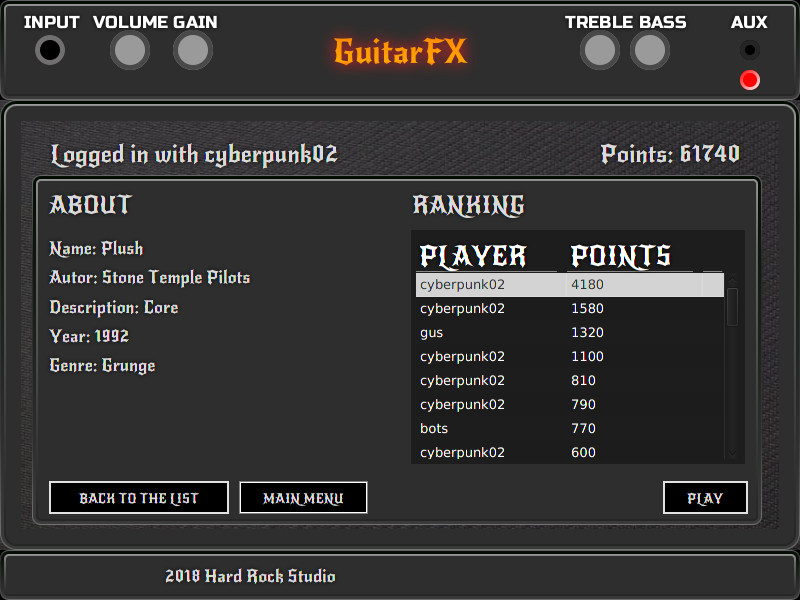 INPUT VOLUME GAIN GuitarFX TREBLE BASS AUX
Logged in with cyberpunk02 Points: 61740
ABOUT
Name: Plush
Autor: Stone Temple Pilots
Description: Core
Year: 1992
Genre: Grunge
RANKING
PLAYER POINTS
cyberpunk02 4180
cyberpunk02 1580
gus 1320
cyberpunk02 1100
cyberpunk02 810
cyberpunk02 790
bots 770
cyberpunk02 600
BACK TO THE LIST MAIN MENU PLAY
2018 Hard Rock Studio